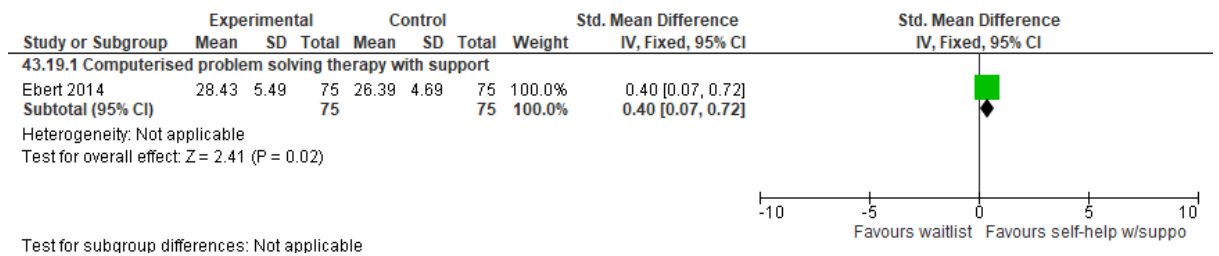 Experimental Control Std. Mean Difference Std. Mean Difference
Study or Subgroup Mean SD Total Mean SD Total Weight IV, Fixed, 95% CI IV, Fixed, 95% CI
43.19.1 Computerised problem solving therapy with support
Ebert 2014 28.43 5.49 75 26.39 4.69 75 100.0% 0.40 [0.07, 0.72]
Subtotal (95% CI) 75 75 100.0% 0.40 [0.07, 0.72]
Heterogeneity: Not applicable
Test for overall effect: Z = 2.41 (P = 0.02)
-10 -5 0 5 10
Favours waitlist Favours self-help w/suppo
Test for subgroup differences: Not applicable